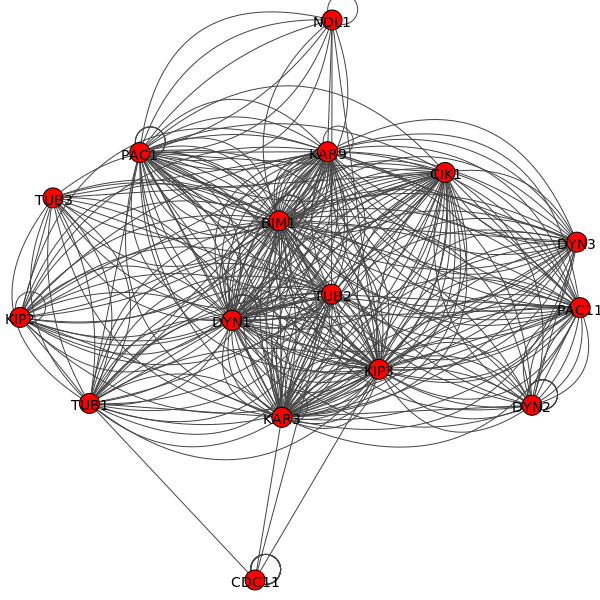 NDL1
PAC1
KAR9
CIK1
TUB3
BIM1
DYN3
TUB2
PAC11
KIP2
DYN1
KIP3
TUB1
DYN2
KAR3
CDC11